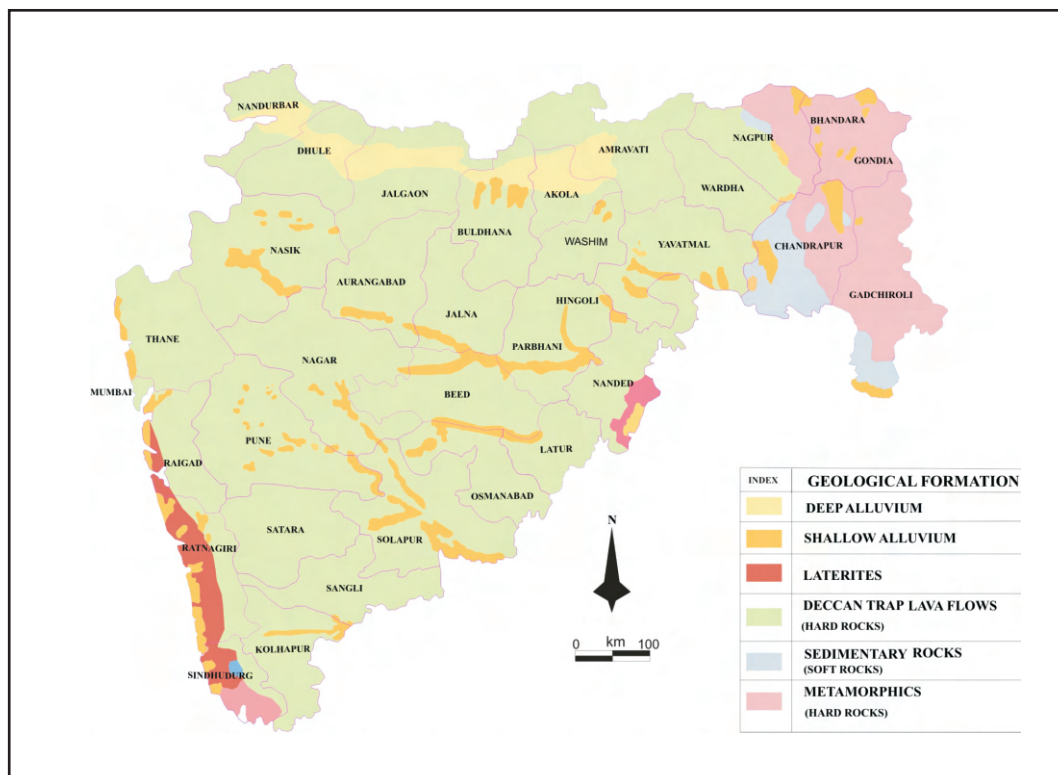 NANDURBAR
BHANDARA
NAGPUR
DHULE
AMRAVATI
GONDIA
JALGAON
AKOLA
WARDHA
BULDHANA
WASHIM
YAVATMAL
CHANDRAPUR
NASIK
AURANGABAD
GADCHIROLI
HINGOLI
JALNA
THANE
PARBHANI
NAGAR
NANDED
MUMBAI
BEED
PUNE
LATUR
RAIGAD
OSMANABAD
SATARA
SOLAPUR
RATNAGIRI
SANGLI
KOLHAPUR
SINDHUDURG
N
0 km 100
INDEX GEOLOGICAL FORMATION
DEEP ALLUVIUM
SHALLOW ALLUVIUM
LATERITES
DECCAN TRAP LAVA FLOWS
(HARD ROCKS)
SEDIMENTARY ROCKS
(SOFT ROCKS)
METAMORPHICS
(HARD ROCKS)